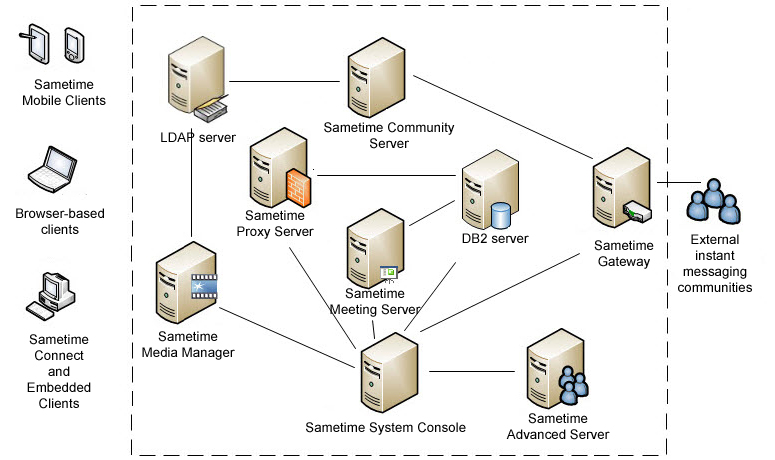 Sametime
Mobile Clients
Browser-based
clients
Sametime
Connect
and
Embedded
Clients
LDAP server
Sametime Community
Server
Sametime
Proxy Server
DB2 server
Sametime
Gateway
External
instant
messaging
communities
Sametime
Meeting Server
Sametime
Media Manager
Sametime System Console
Sametime
Advanced Server